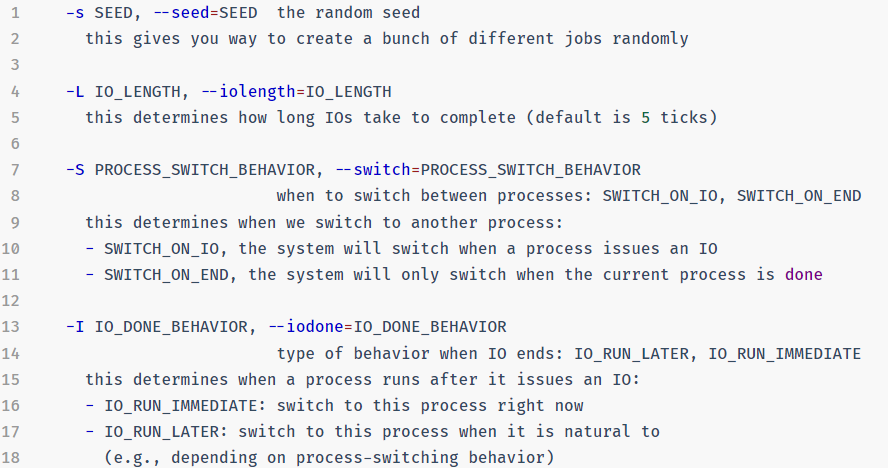 1 -s SEED, --seed=SEED the random seed
2 this gives you way to create a bunch of different jobs randomly
3
4 -L IO_LENGTH, --iolength=IO_LENGTH
5 this determines how long IOs take to complete (default is 5 ticks)
6
7 -S PROCESS_SWITCH_BEHAVIOR, --switch=PROCESS_SWITCH_BEHAVIOR
8 when to switch between processes: SWITCH_ON_IO, SWITCH_ON_END
9 this determines when we switch to another process:
10 - SWITCH_ON_IO, the system will switch when a process issues an IO
11 - SWITCH_ON_END, the system will only switch when the current process is done
12
13 -I IO_DONE_BEHAVIOR, --iodone=IO_DONE_BEHAVIOR
14 type of behavior when IO ends: IO_RUN_LATER, IO_RUN_IMMEDIATE
15 this determines when a process runs after it issues an IO:
16 - IO_RUN_IMMEDIATE: switch to this process right now
17 - IO_RUN_LATER: switch to this process when it is natural to
18 (e.g., depending on process-switching behavior)